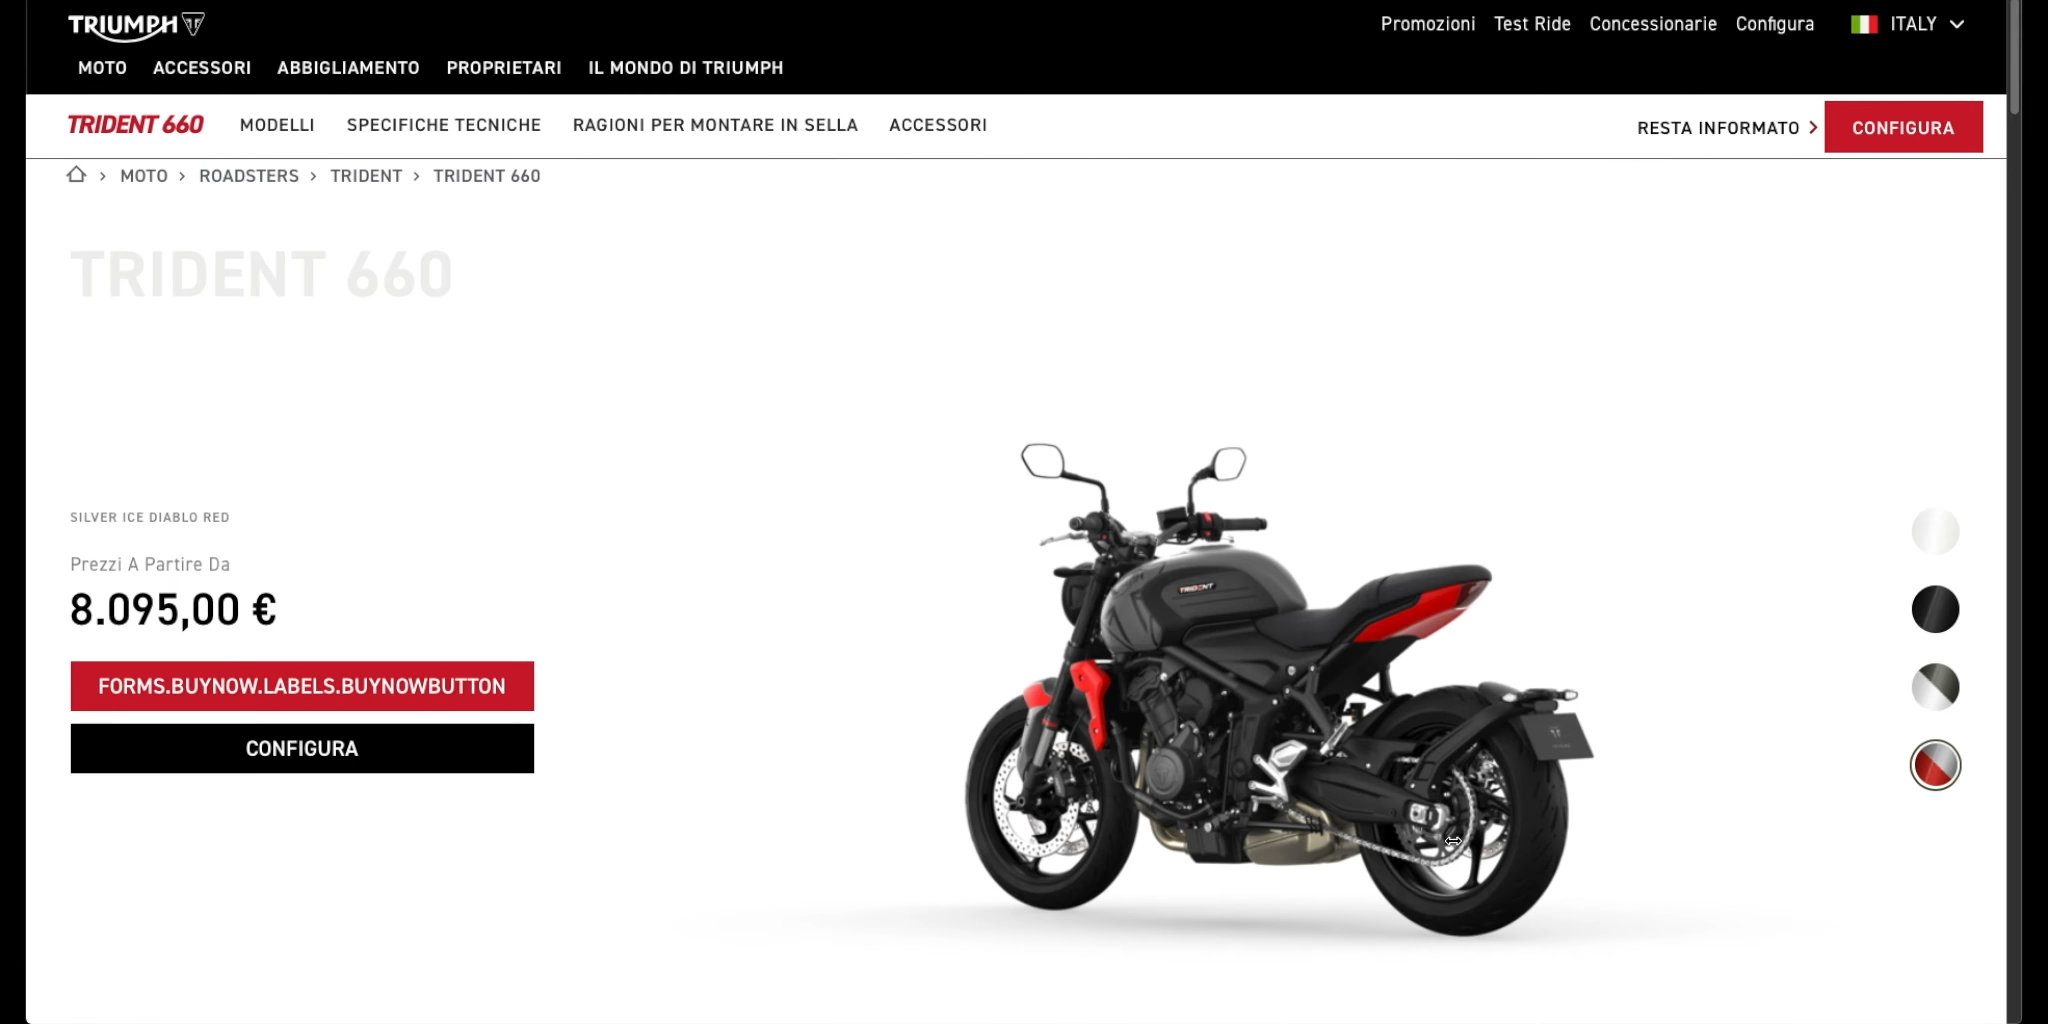 TRIUMPH
Promozioni Test Ride Concessionarie Configura ITALY
MOTO ACCESSORI ABBIGLIAMENTO PROPRIETARI IL MONDO DI TRIUMPH
TRIDENT 660 MODELLI SPECIFICHE TECNICHE RAGIONI PER MONTARE IN SELLA ACCESSORI RESTA INFORMATO CONFIGURA
MOTO > ROADSTERS > TRIDENT > TRIDENT 660
TRIDENT 660
SILVER ICE DIABLO RED
Prezzi A Partire Da
8.095,00 €
FORMS.BUYNOW.LABELS.BUYNOWBUTTON
CONFIGURA
TRIDENT